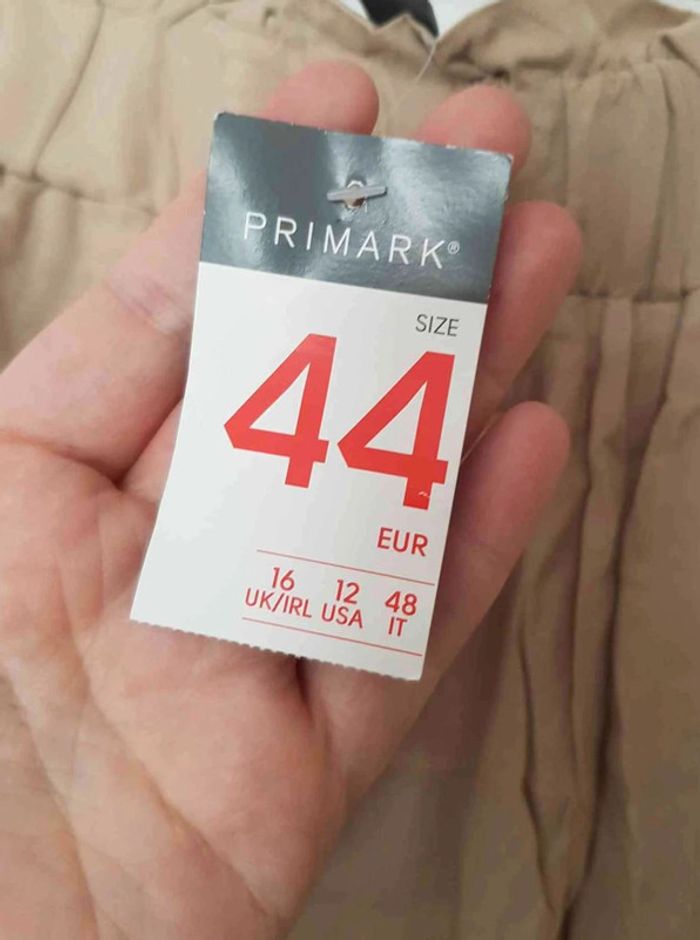 PRIMARK®
SIZE
44
EUR
16 12 48
UK/IRL USA IT